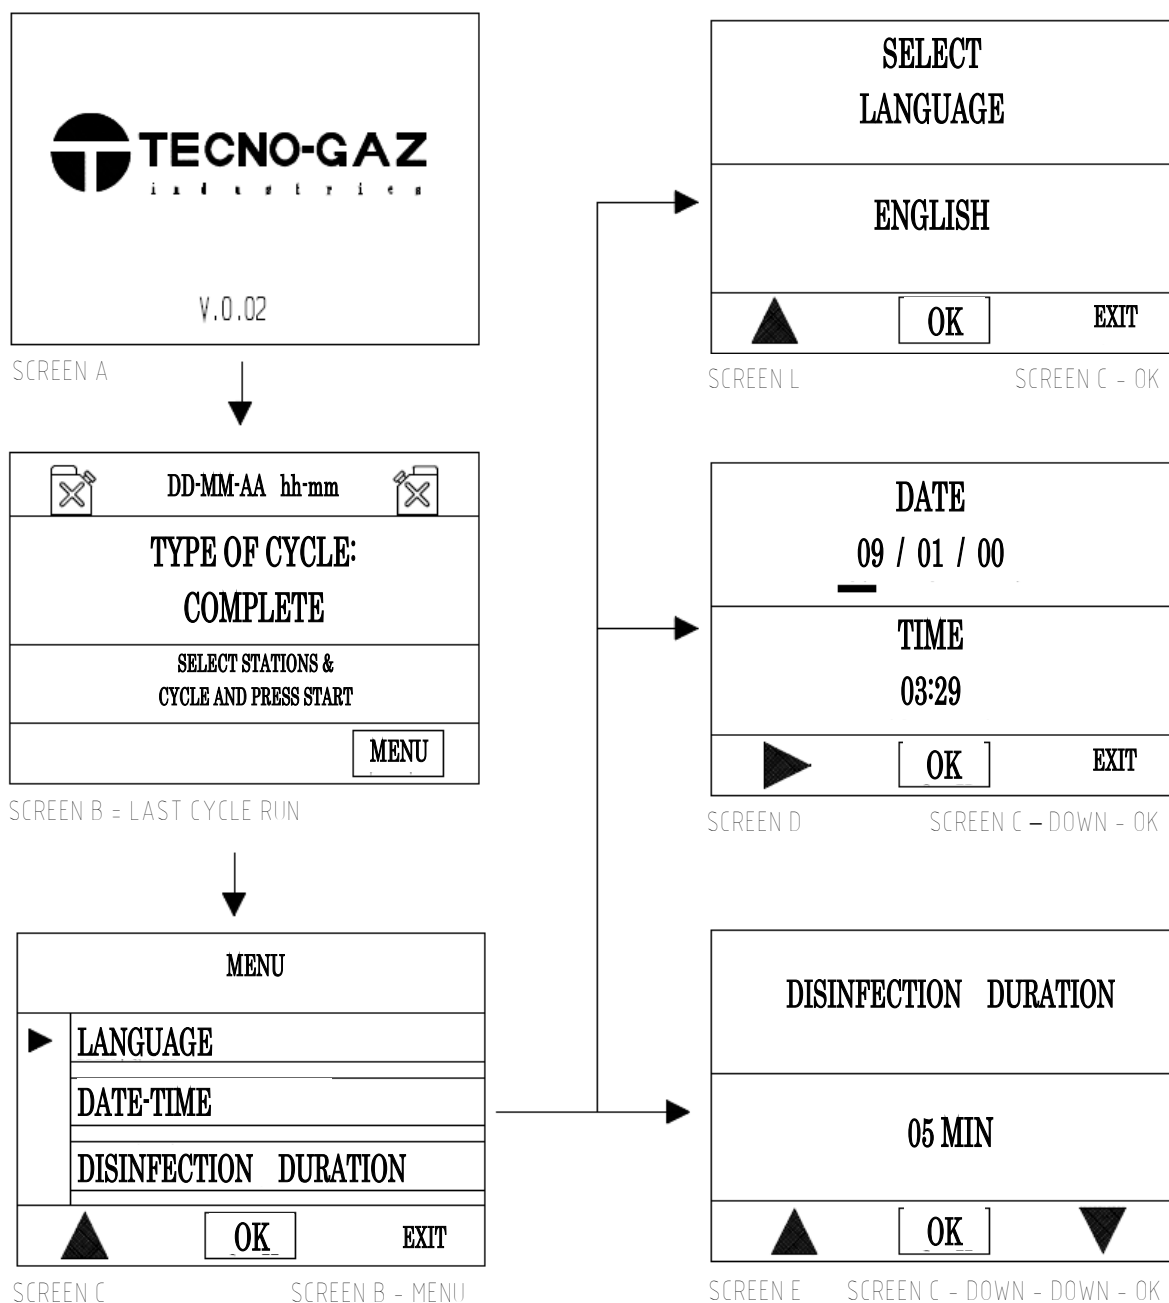 TECNO-GAZ
industries
V.0.02
SCREEN A
DD-MM-AA hh-mm
TYPE OF CYCLE:
COMPLETE
SELECT STATIONS &
CYCLE AND PRESS START
MENU
SCREEN B = LAST CYCLE RUN
MENU
LANGUAGE
DATE-TIME
DISINFECTION DURATION
OK EXIT
SCREEN C SCREEN B - MENU
SELECT
LANGUAGE
ENGLISH
OK EXIT
SCREEN L SCREEN C - OK
DATE
09 / 01 / 00
TIME
03:29
OK EXIT
SCREEN D SCREEN C – DOWN - OK
DISINFECTION DURATION
05 MIN
OK
SCREEN E SCREEN C - DOWN - DOWN - OK